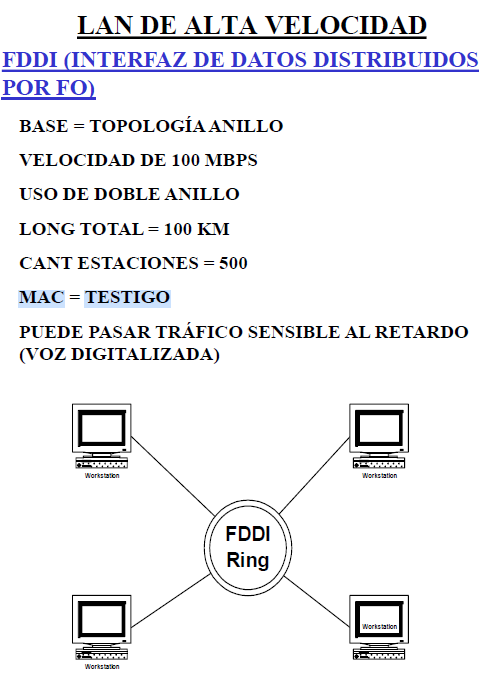 LAN DE ALTA VELOCIDAD
FDDI (INTERFAZ DE DATOS DISTRIBUIDOS
POR FO)
BASE = TOPOLOGÍA ANILLO
VELOCIDAD DE 100 MBPS
USO DE DOBLE ANILLO
LONG TOTAL = 100 KM
CANT ESTACIONES = 500
MAC = TESTIGO
PUEDE PASAR TRÁFICO SENSIBLE AL RETARDO
(VOZ DIGITALIZADA)
Workstation
Workstation
FDDI
Ring
Workstation
Workstation